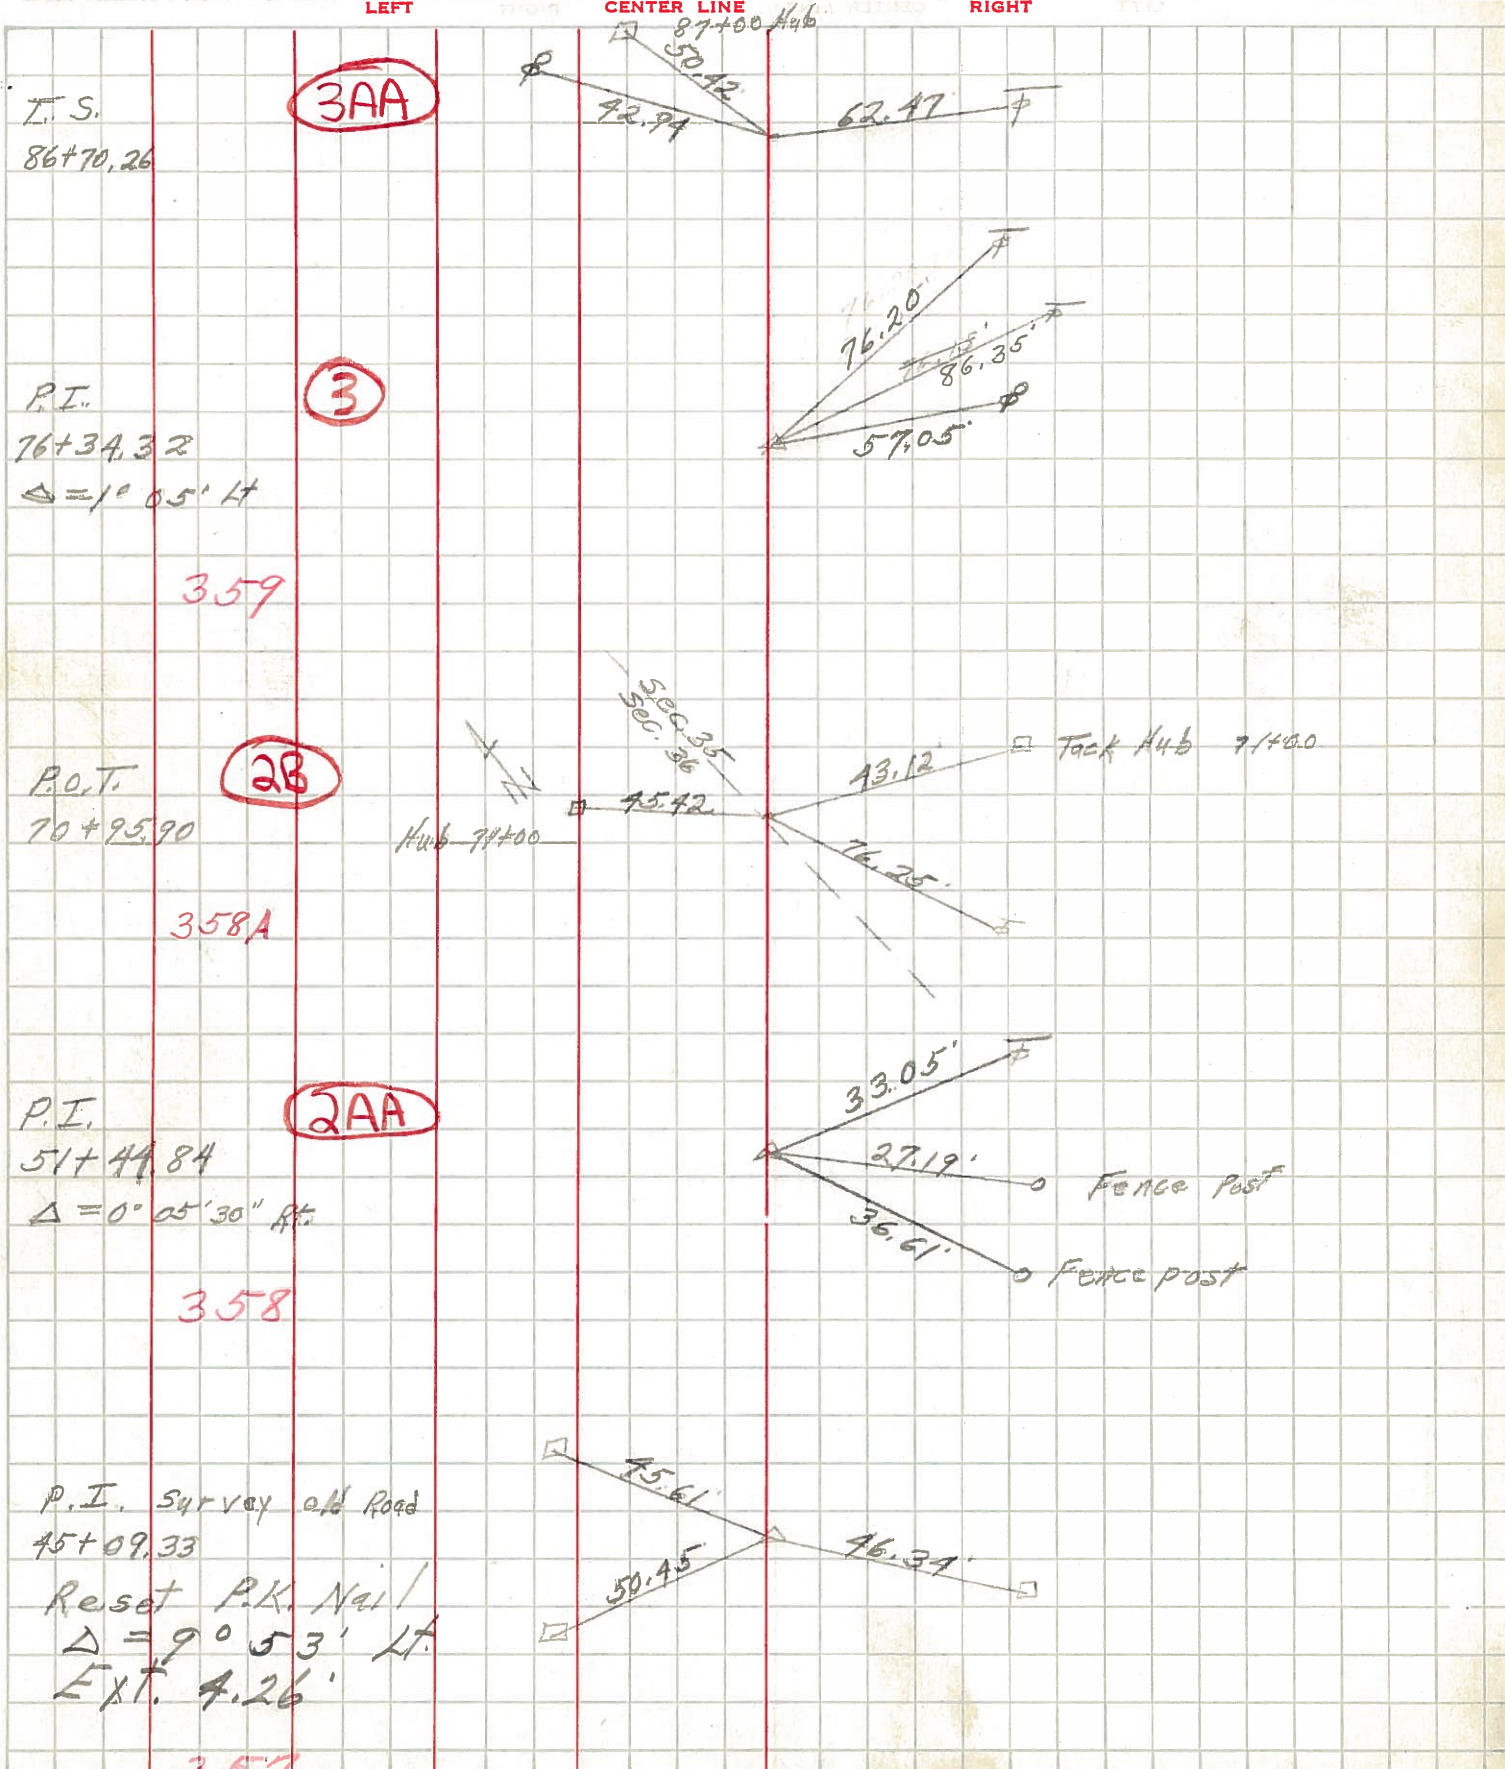 LEFT CENTER LINE RIGHT
87+00 Hub
50.42
3AA
42.94
62.47'
T.S.
86+70.26
76.20'
86.35'
3
P.I.
76+34.32
57.05'
Δ=1° 05' Lt
359
Sec. 35
Sec. 36
2B
43.12'
Tack Hub 71+00
P.O.T.
70+95.90
45.42
Hub 71+00
76.25'
358A
33.05'
2AA
P.I.
51+44.84
27.19'
Fence Post
Δ=0° 05' 30" Rt.
36.61'
Fence post
358
45.61'
P.I. Survey old Road
45+09.33
46.34'
50.45'
Reset P.K. Nail
Δ=9° 53' Lt.
Ext. 4.26'